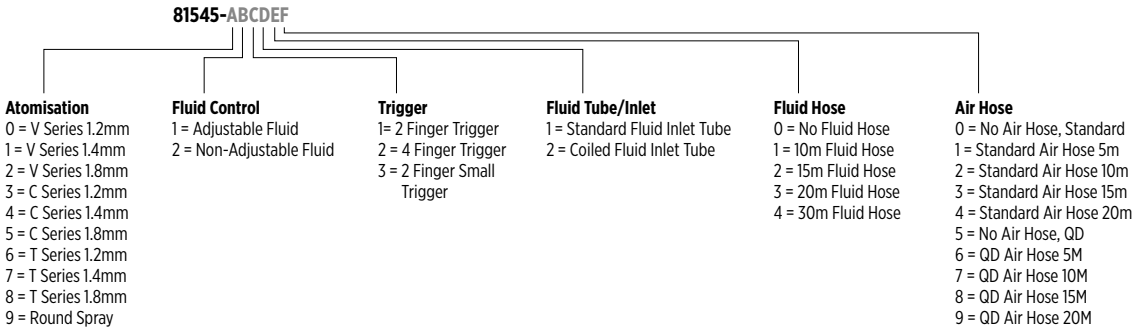 81545-ABCDEF
Atomisation
0 = V Series 1.2mm
1 = V Series 1.4mm
2 = V Series 1.8mm
3 = C Series 1.2mm
4 = C Series 1.4mm
5 = C Series 1.8mm
6 = T Series 1.2mm
7 = T Series 1.4mm
8 = T Series 1.8mm
9 = Round Spray
Fluid Control
1 = Adjustable Fluid
2 = Non-Adjustable Fluid
Trigger
1= 2 Finger Trigger
2 = 4 Finger Trigger
3 = 2 Finger Small
Trigger
Fluid Tube/Inlet
1 = Standard Fluid Inlet Tube
2 = Coiled Fluid Inlet Tube
Fluid Hose
0 = No Fluid Hose
1 = 10m Fluid Hose
2 = 15m Fluid Hose
3 = 20m Fluid Hose
4 = 30m Fluid Hose
Air Hose
0 = No Air Hose, Standard
1 = Standard Air Hose 5m
2 = Standard Air Hose 10m
3 = Standard Air Hose 15m
4 = Standard Air Hose 20m
5 = No Air Hose, QD
6 = QD Air Hose 5M
7 = QD Air Hose 10M
8 = QD Air Hose 15M
9 = QD Air Hose 20M